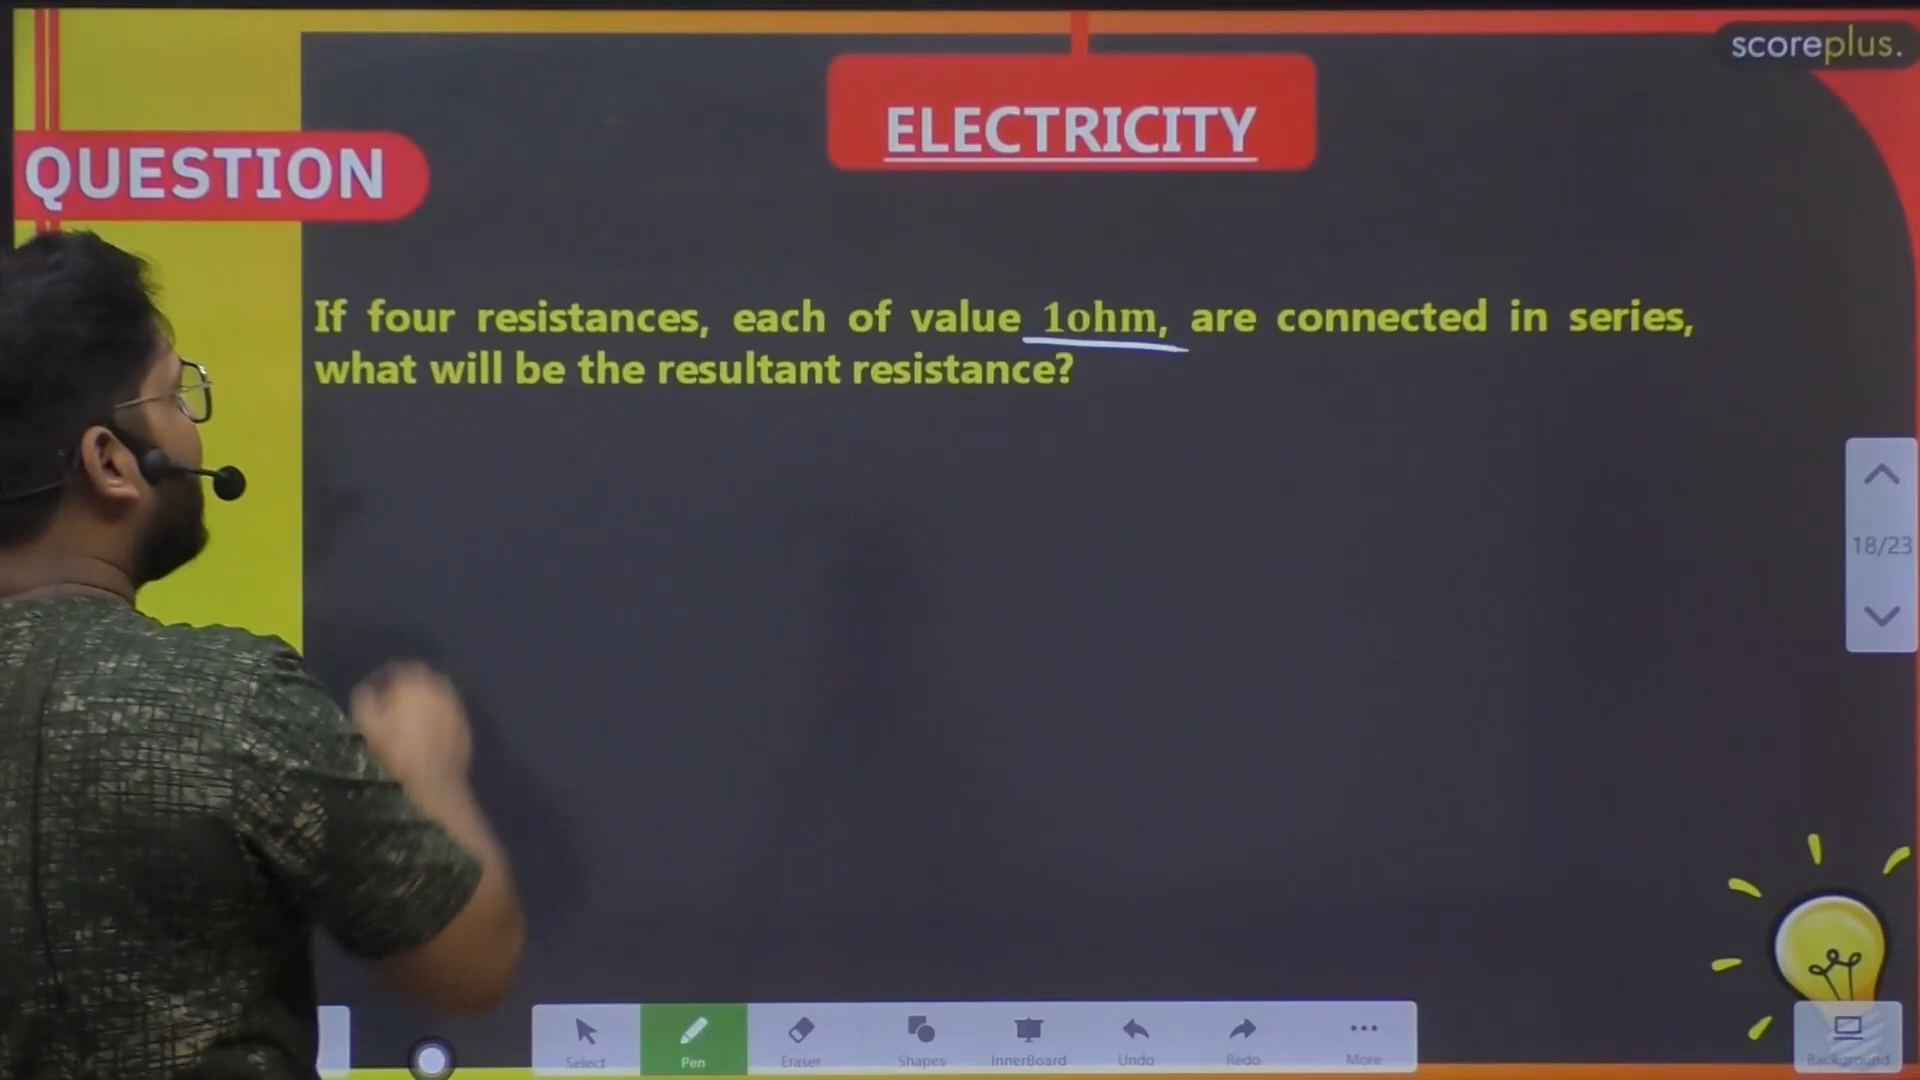 scoreplus.
ELECTRICITY
QUESTION
If four resistances, each of value 1ohm, are connected in series,
what will be the resultant resistance?
18/23
Select Pen Eraser Shapes InnerBoard Undo Redo More Background